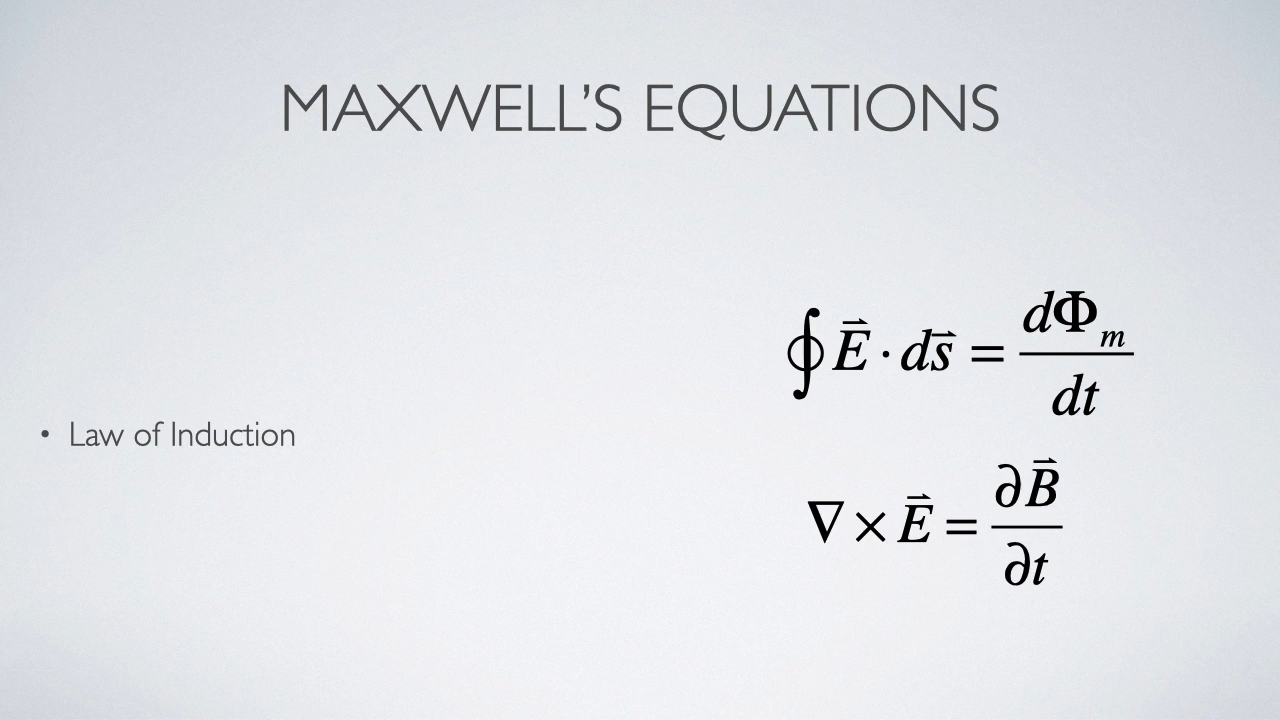 MAXWELL'S EQUATIONS
• Law of Induction
∮ E⃗ · ds⃗ = dΦₘ / dt
∇ × E⃗ = ∂B⃗ / ∂t